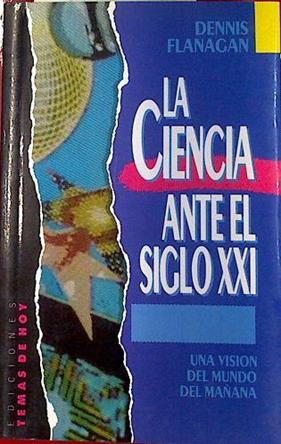 DENNIS
FLANAGAN
LA
CIENCIA
ANTE EL
SIGLO XXI
UNA VISION
DEL MUNDO
DEL MAÑANA
EDICIONES
TEMAS DE HOY